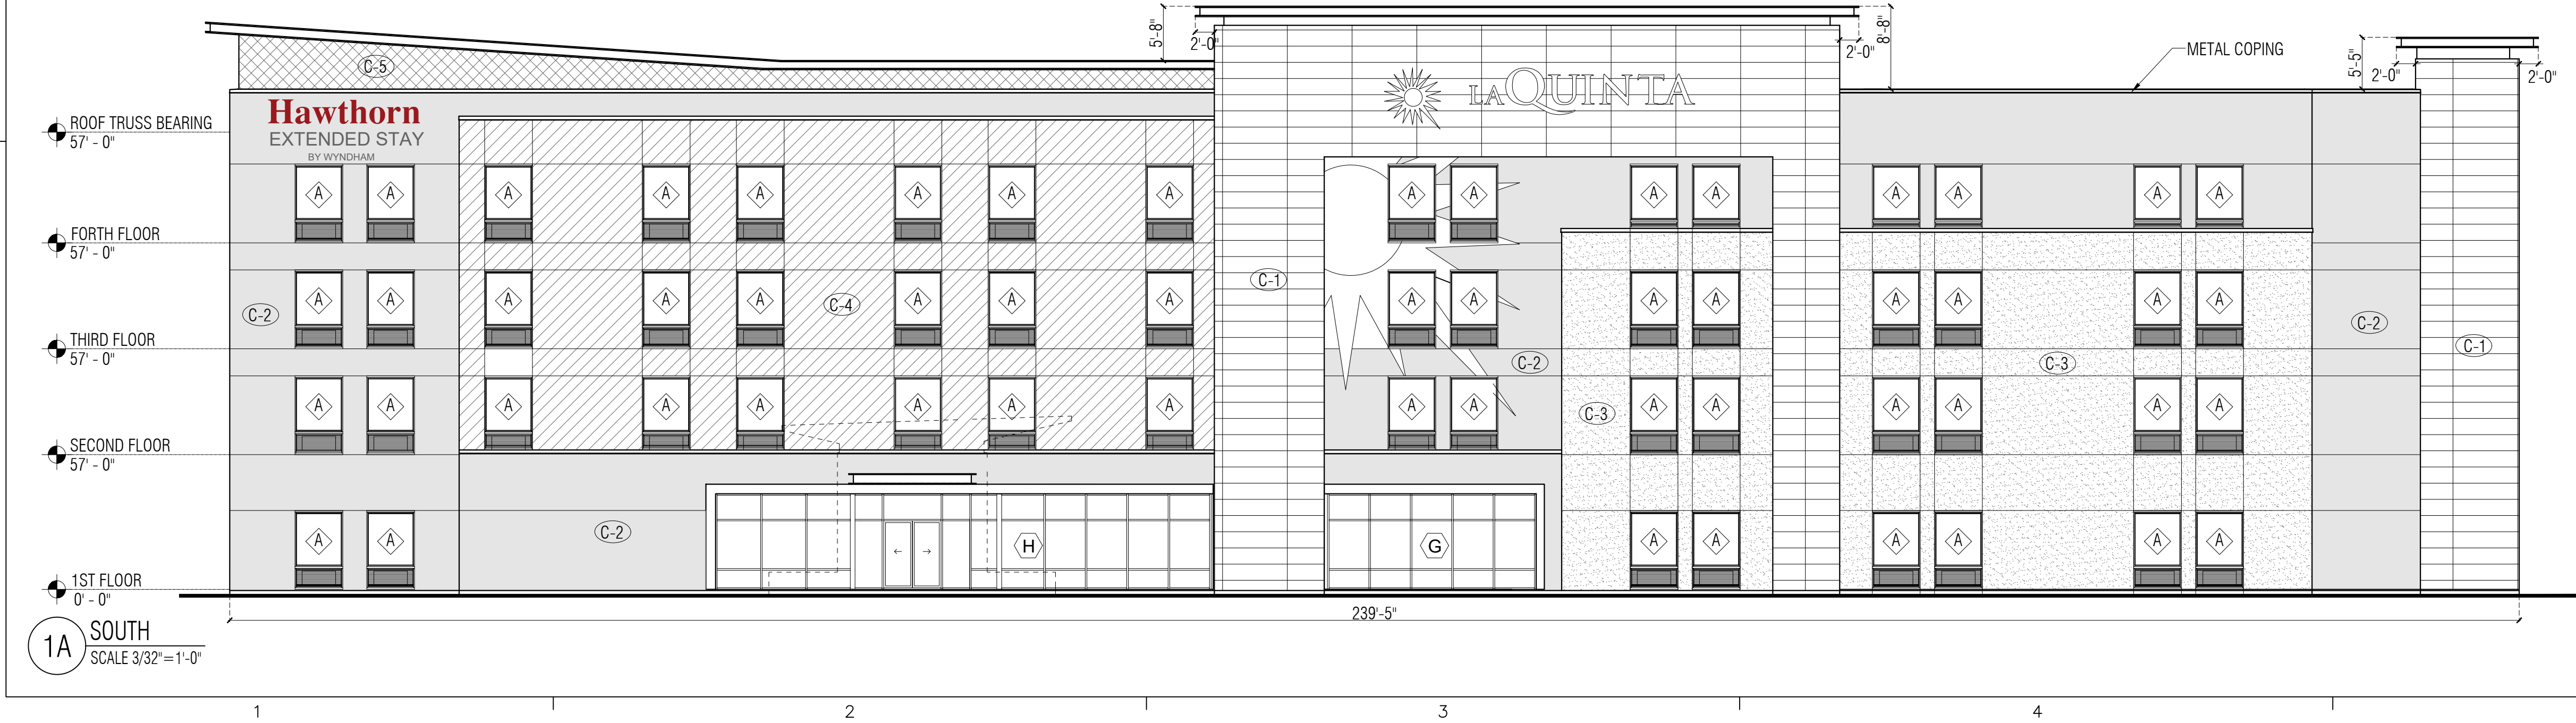 5'-8"
2'-0"
2'-0"
8'-8"
METAL COPING
5'-5"
2'-0"
2'-0"
C-5
LA QUINTA
Hawthorn
EXTENDED STAY
BY WYNDHAM
ROOF TRUSS BEARING
57' - 0"
A A A A A A A A A A A A A A A A
FORTH FLOOR
57' - 0"
C-1
A A A A A A A A A A A A A A A A
C-2
C-4
C-2
THIRD FLOOR
57' - 0"
C-1
C-2
C-3
A A A A A A A A A A A A A A A A
C-3
SECOND FLOOR
57' - 0"
C-2
A A A A A A A A
H
G
1ST FLOOR
0' - 0"
239'-5"
1A
SOUTH
SCALE 3/32"=1'-0"
1 2 3 4